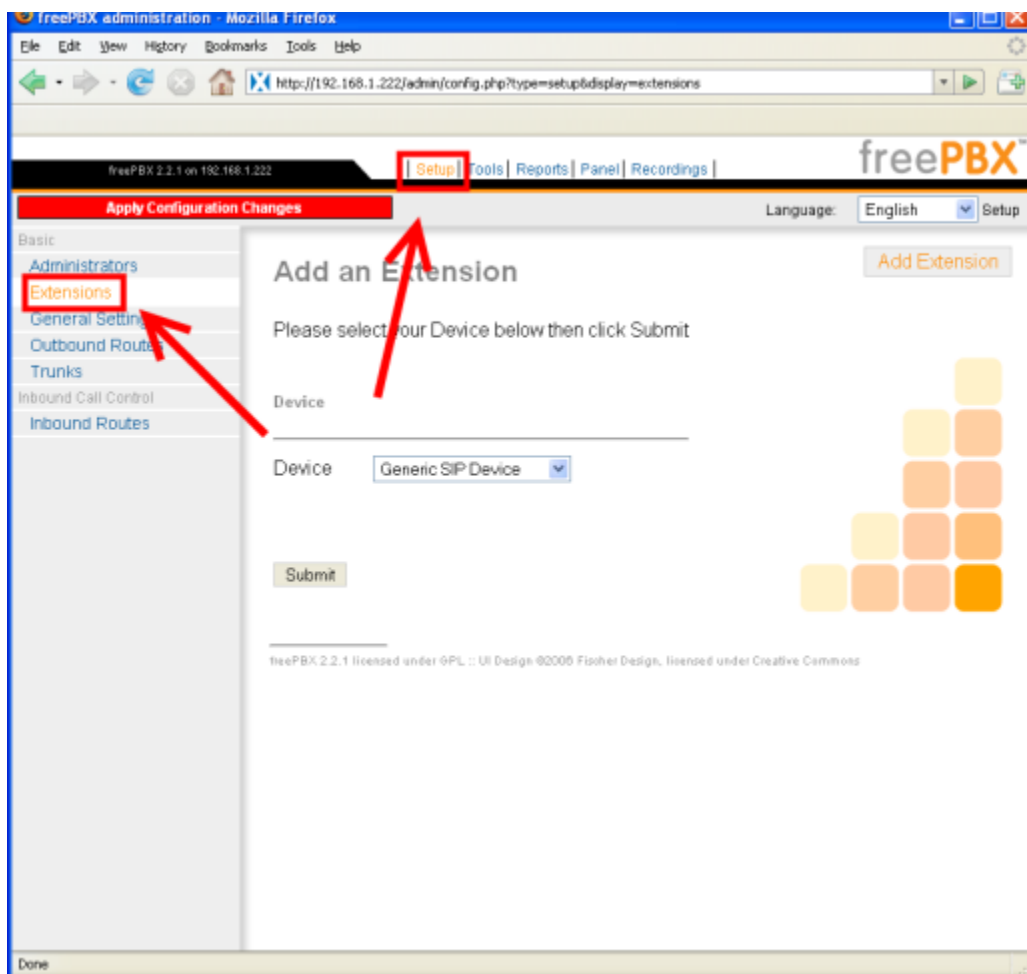 freePBX administration - Mozilla Firefox
File Edit View History Bookmarks Tools Help
http://192.168.1.222/admin/config.php?type=setup&display=extensions
freePBX 2.2.1 on 192.168.1.222
Setup| Tools| Reports| Panel| Recordings|
freePBX™
Apply Configuration Changes
Language: English Setup
Basic
Administrators
Extensions
General Setting
Outbound Routes
Trunks
Inbound Call Control
Inbound Routes
Add an Extension
Add Extension
Please select your Device below then click Submit
Device
Device Generic SIP Device
Submit
freePBX 2.2.1 licensed under GPL :: UI Design ©2006 Fischer Design, licensed under Creative Commons
Done